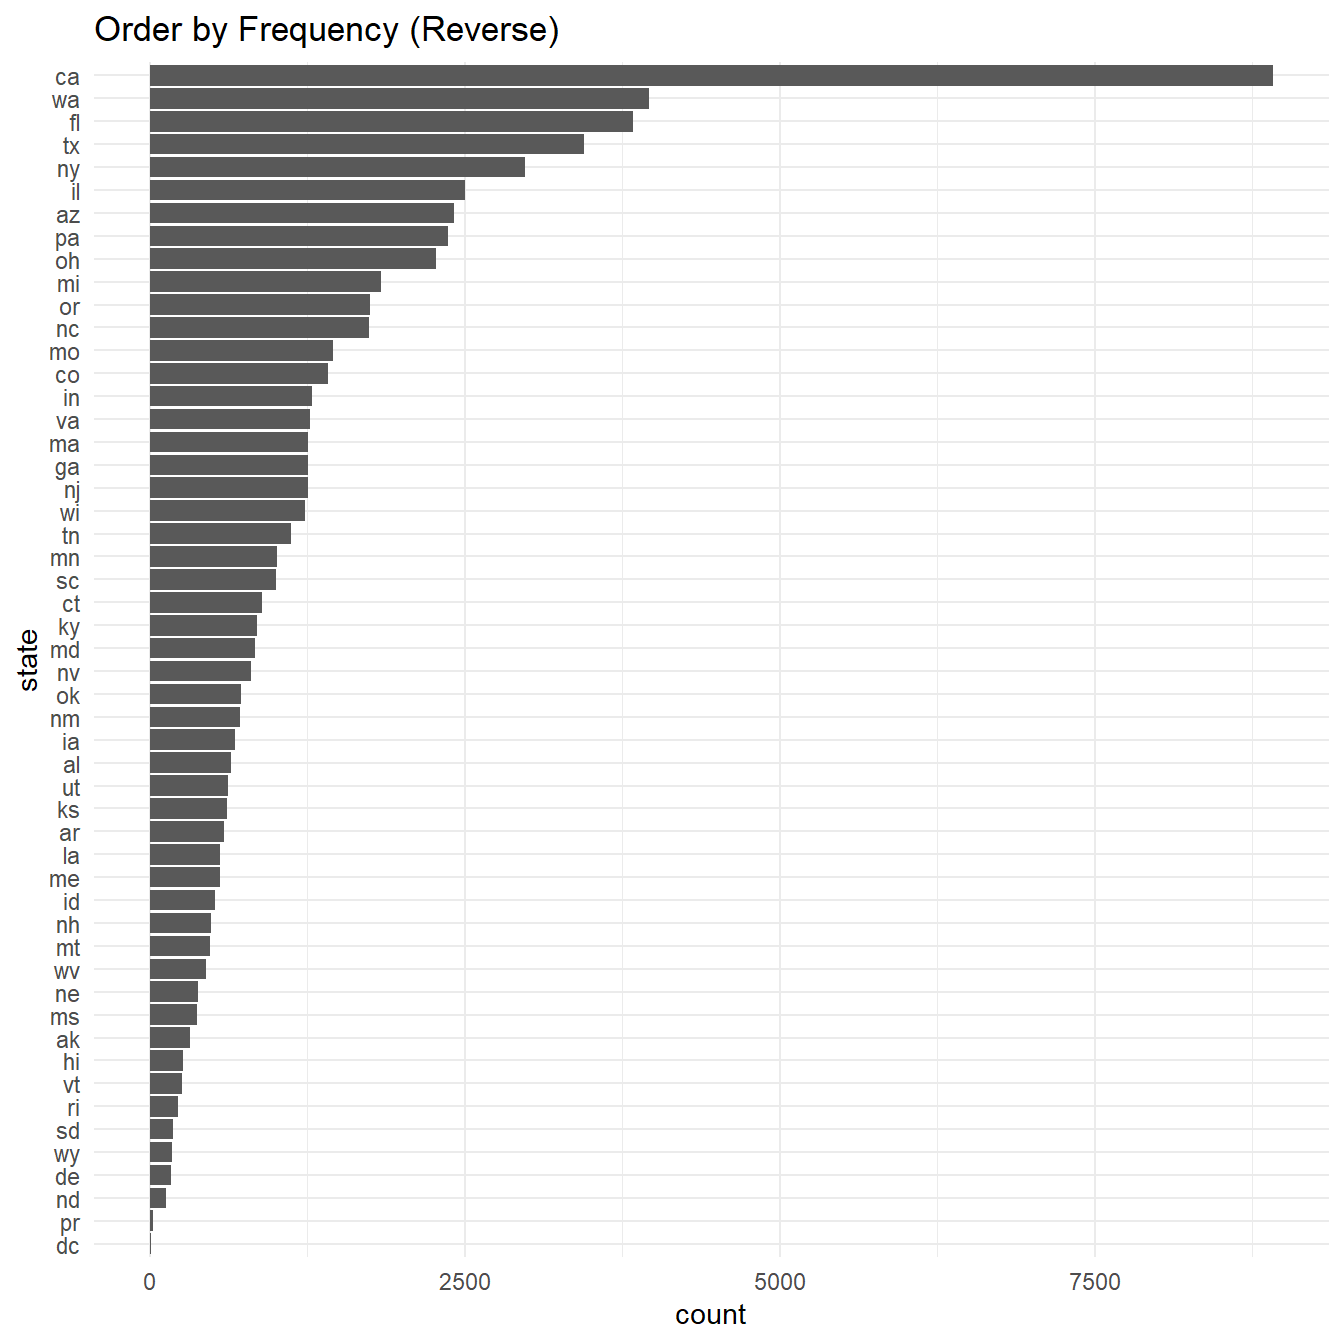 Order by Frequency (Reverse)
ca
wa
fl
tx
ny
il
az
pa
oh
mi
or
nc
mo
co
in
va
ma
ga
nj
wi
tn
mn
sc
ct
ky
md
nv
ok
nm
ia
al
ut
ks
ar
la
me
id
nh
mt
wv
ne
ms
ak
hi
vt
ri
sd
wy
de
nd
pr
dc
state
0 2500 5000 7500
count